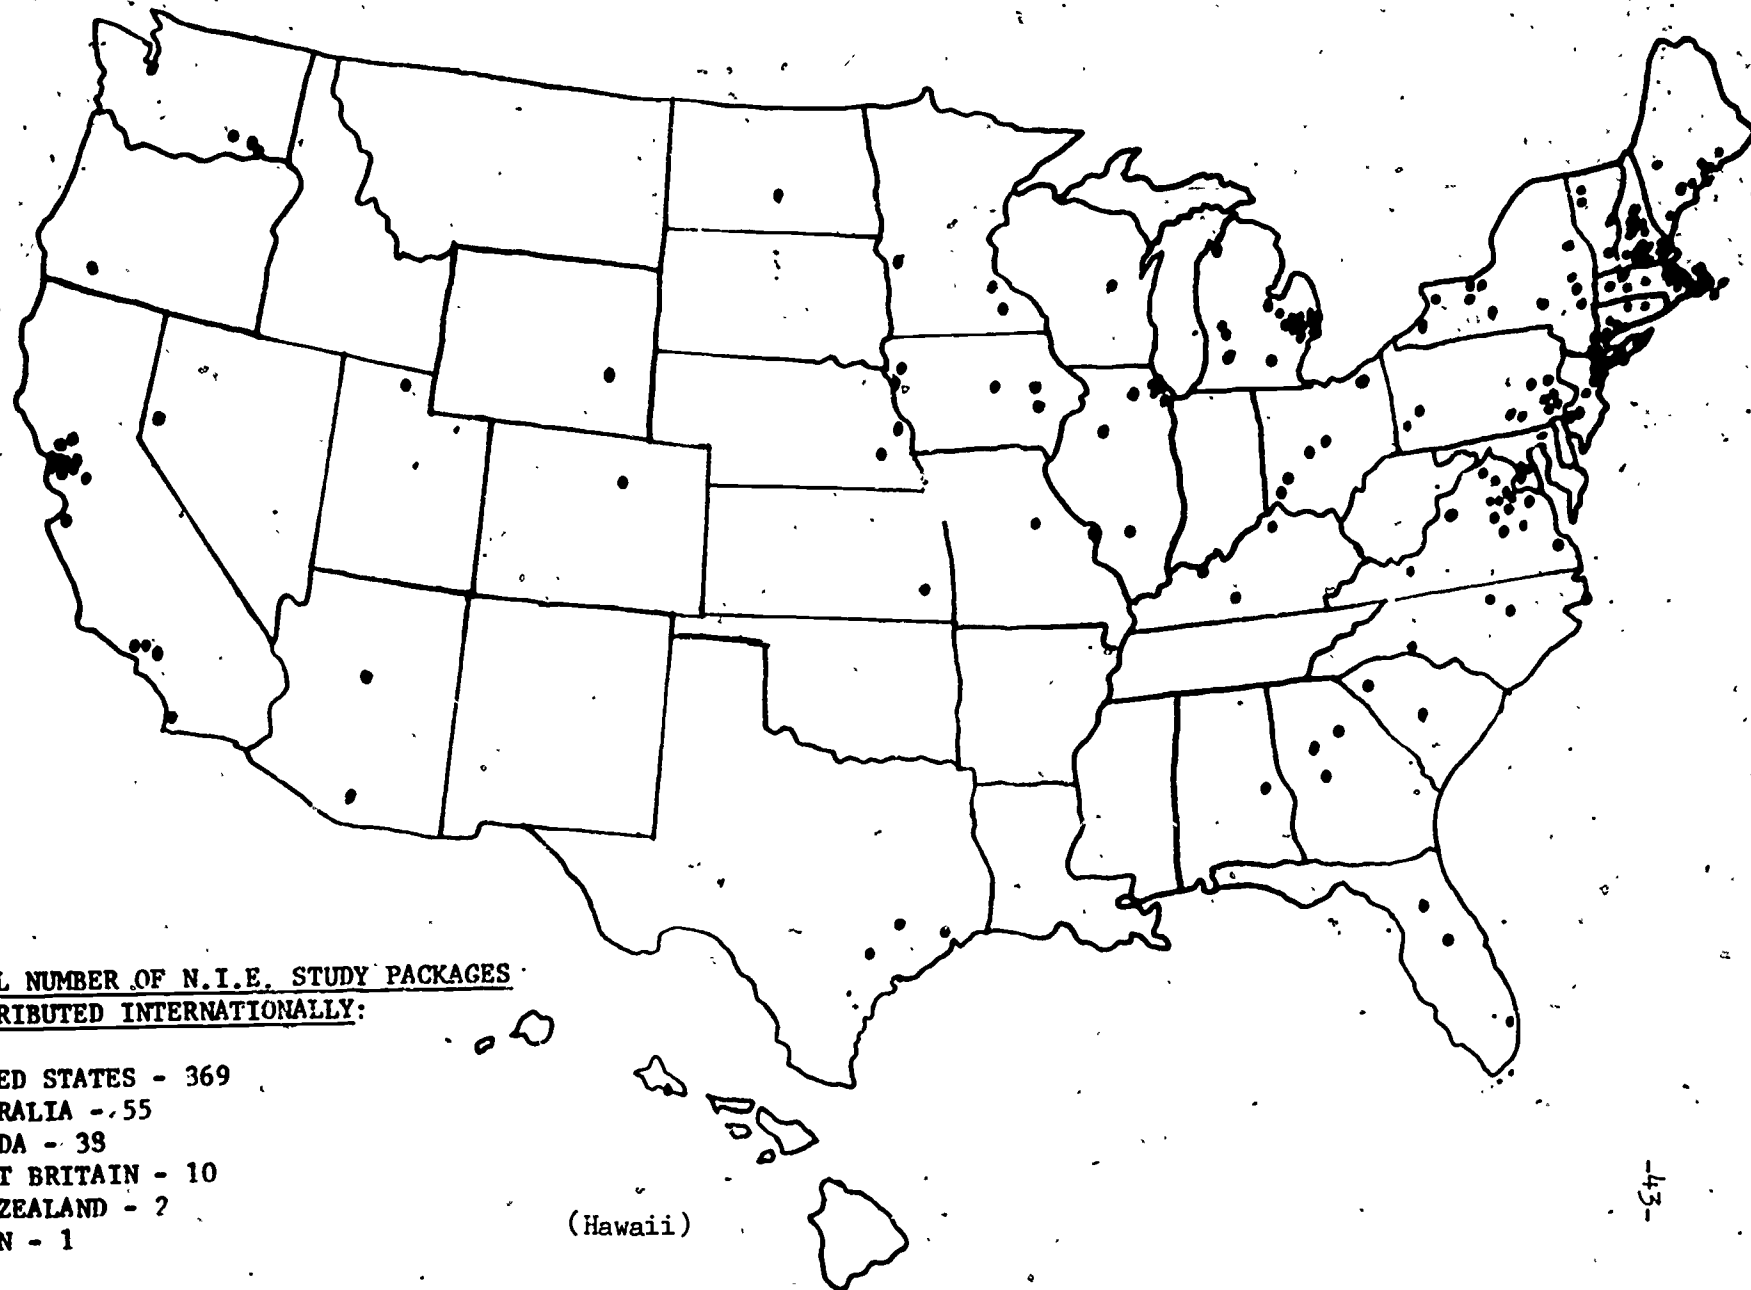 L NUMBER OF N.I.E. STUDY PACKAGES
RIBUTED INTERNATIONALLY:
ED STATES - 369
RALIA - 55
DA - 38
T BRITAIN - 10
ZEALAND - 2
N - 1
(Hawaii)
-43-